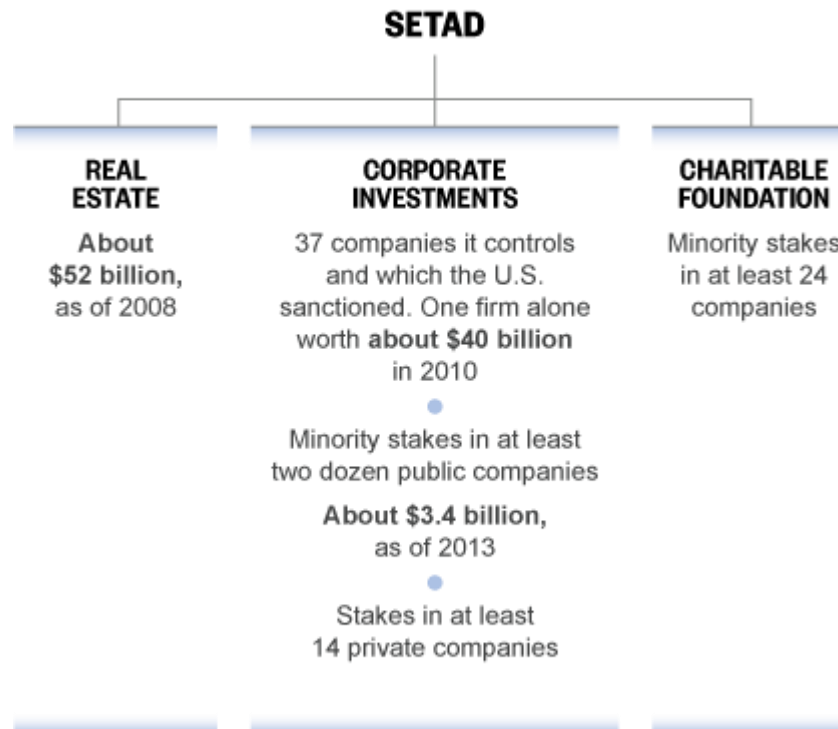 SETAD
REAL
ESTATE
About
$52 billion,
as of 2008
CORPORATE
INVESTMENTS
37 companies it controls
and which the U.S.
sanctioned. One firm alone
worth about $40 billion
in 2010
Minority stakes in at least
two dozen public companies
About $3.4 billion,
as of 2013
Stakes in at least
14 private companies
CHARITABLE
FOUNDATION
Minority stakes
in at least 24
companies